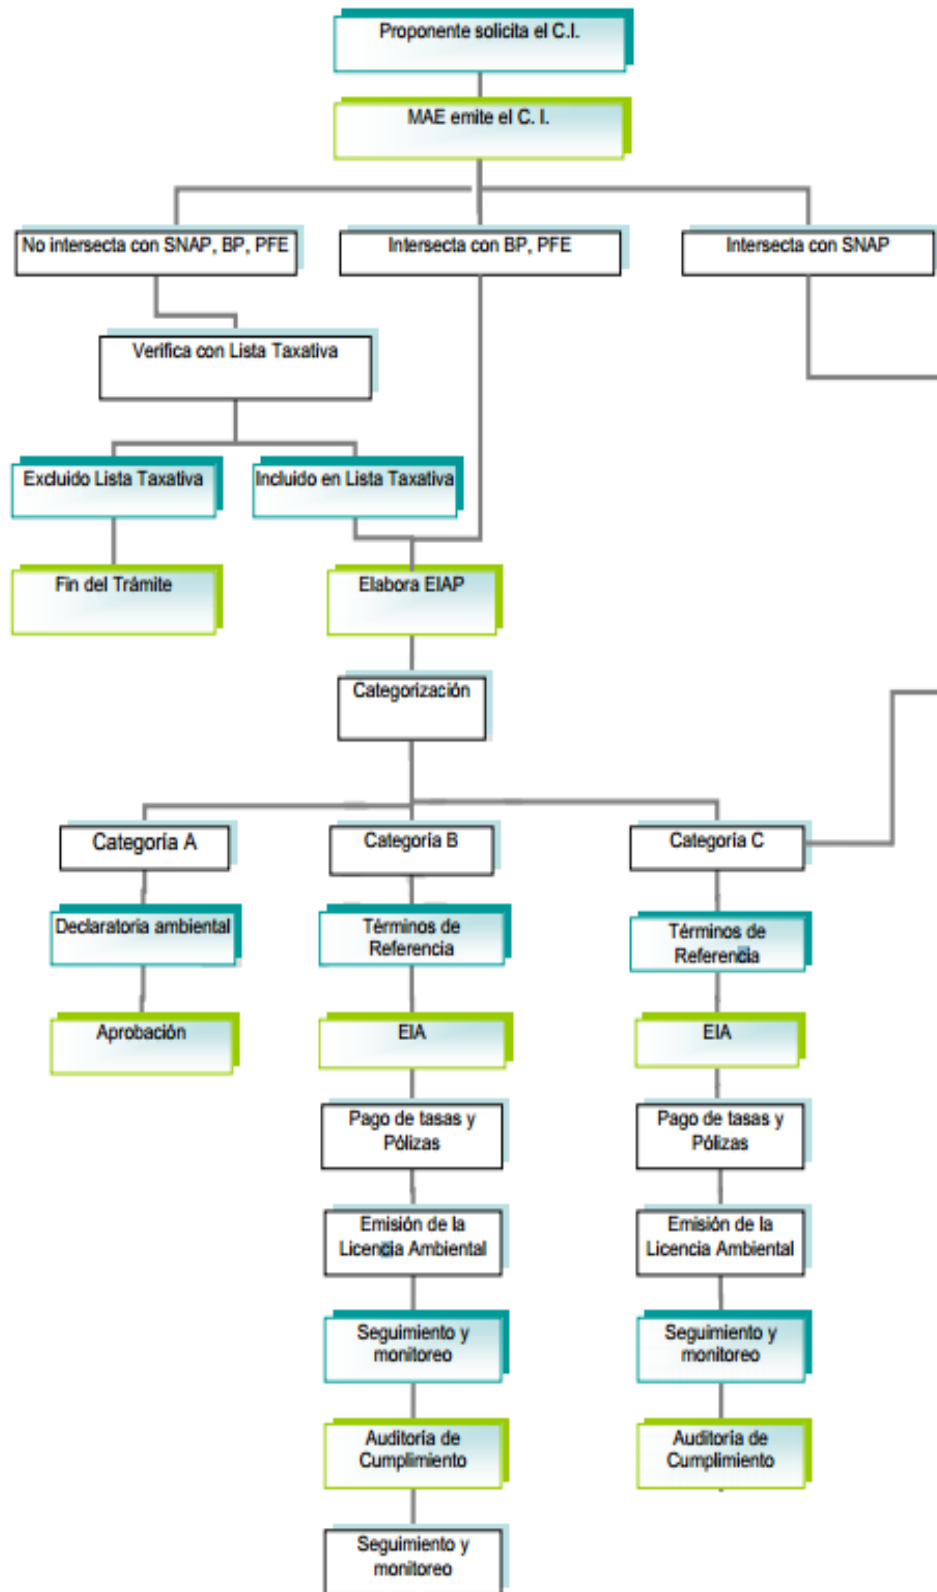 Proponente solicita el C.I.
MAE emite el C. I.
No intersecta con SNAP, BP, PFE
Intersecta con BP, PFE
Intersecta con SNAP
Verifica con Lista Taxativa
Excluido Lista Taxativa
Incluido en Lista Taxativa
Fin del Trámite
Elabora EIAP
Categorización
Categoría A
Categoría B
Categoría C
Declaratoria ambiental
Términos de
Referencia
Términos de
Referencia
Aprobación
EIA
EIA
Pago de tasas y
Pólizas
Pago de tasas y
Pólizas
Emisión de la
Licencia Ambiental
Emisión de la
Licencia Ambiental
Seguimiento y
monitoreo
Seguimiento y
monitoreo
Auditoria de
Cumplimiento
Auditoria de
Cumplimiento
Seguimiento y
monitoreo